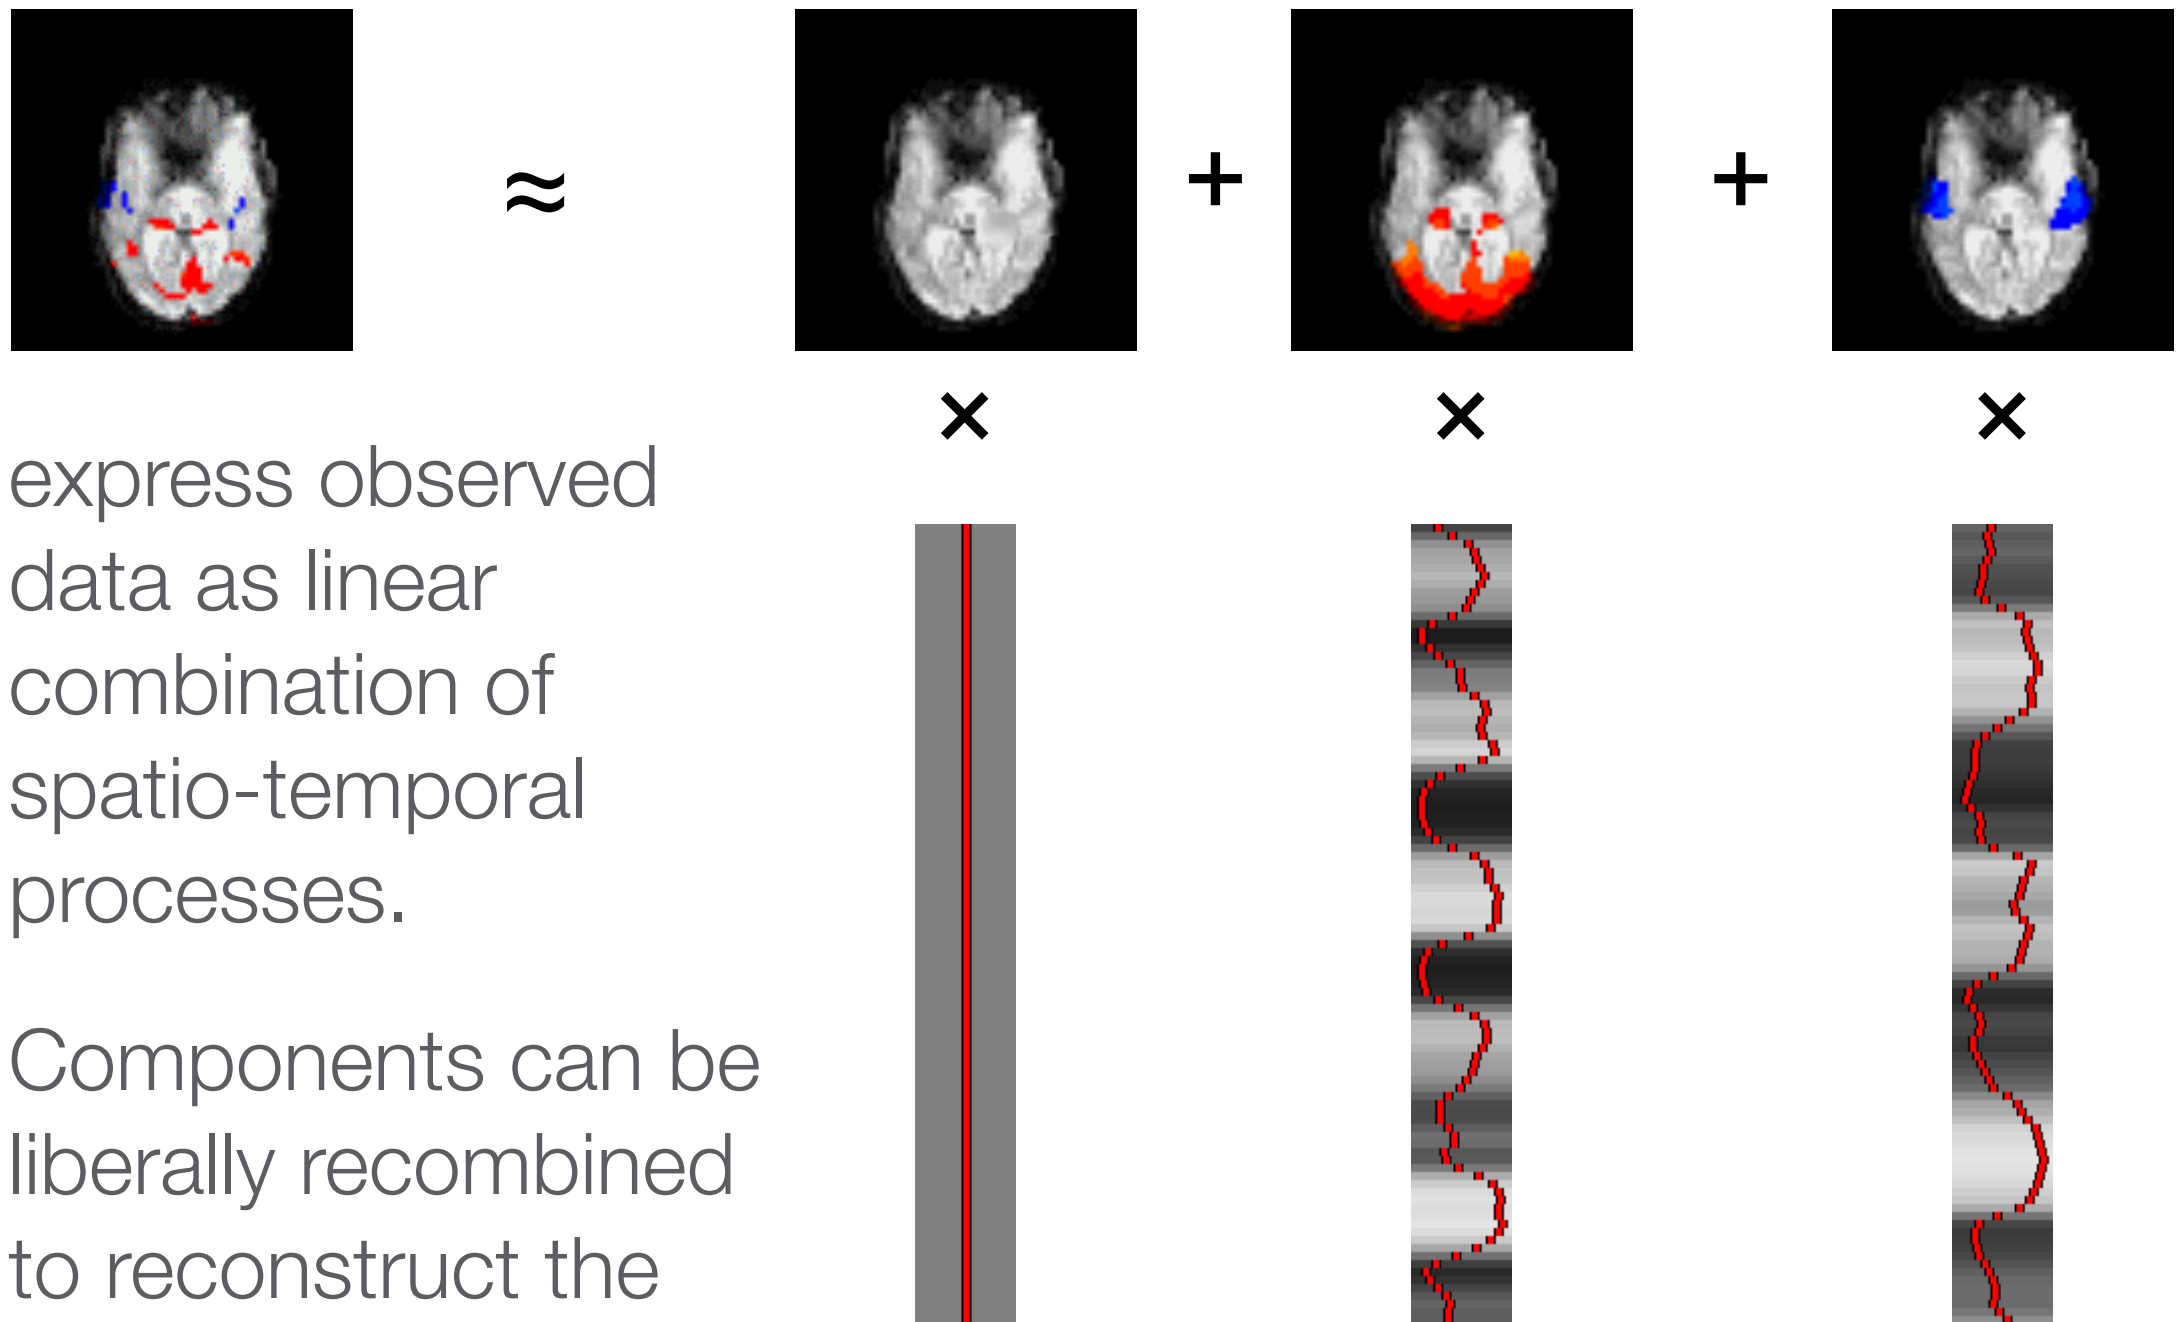 ≈ + +
× × ×
express observed
data as linear
combination of
spatio-temporal
processes.
Components can be
liberally recombined
to reconstruct the